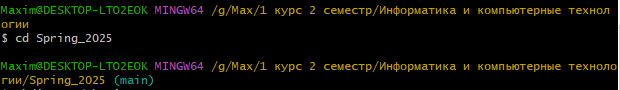 Maxim@DESKTOP-LTO2EOK MINGW64 /g/Max/1 курс 2 семестр/Информатика и компьютерные технол
огии
$ cd Spring_2025
Maxim@DESKTOP-LTO2EOK MINGW64 /g/Max/1 курс 2 семестр/Информатика и компьютерные техноло
гии/Spring_2025 (main)